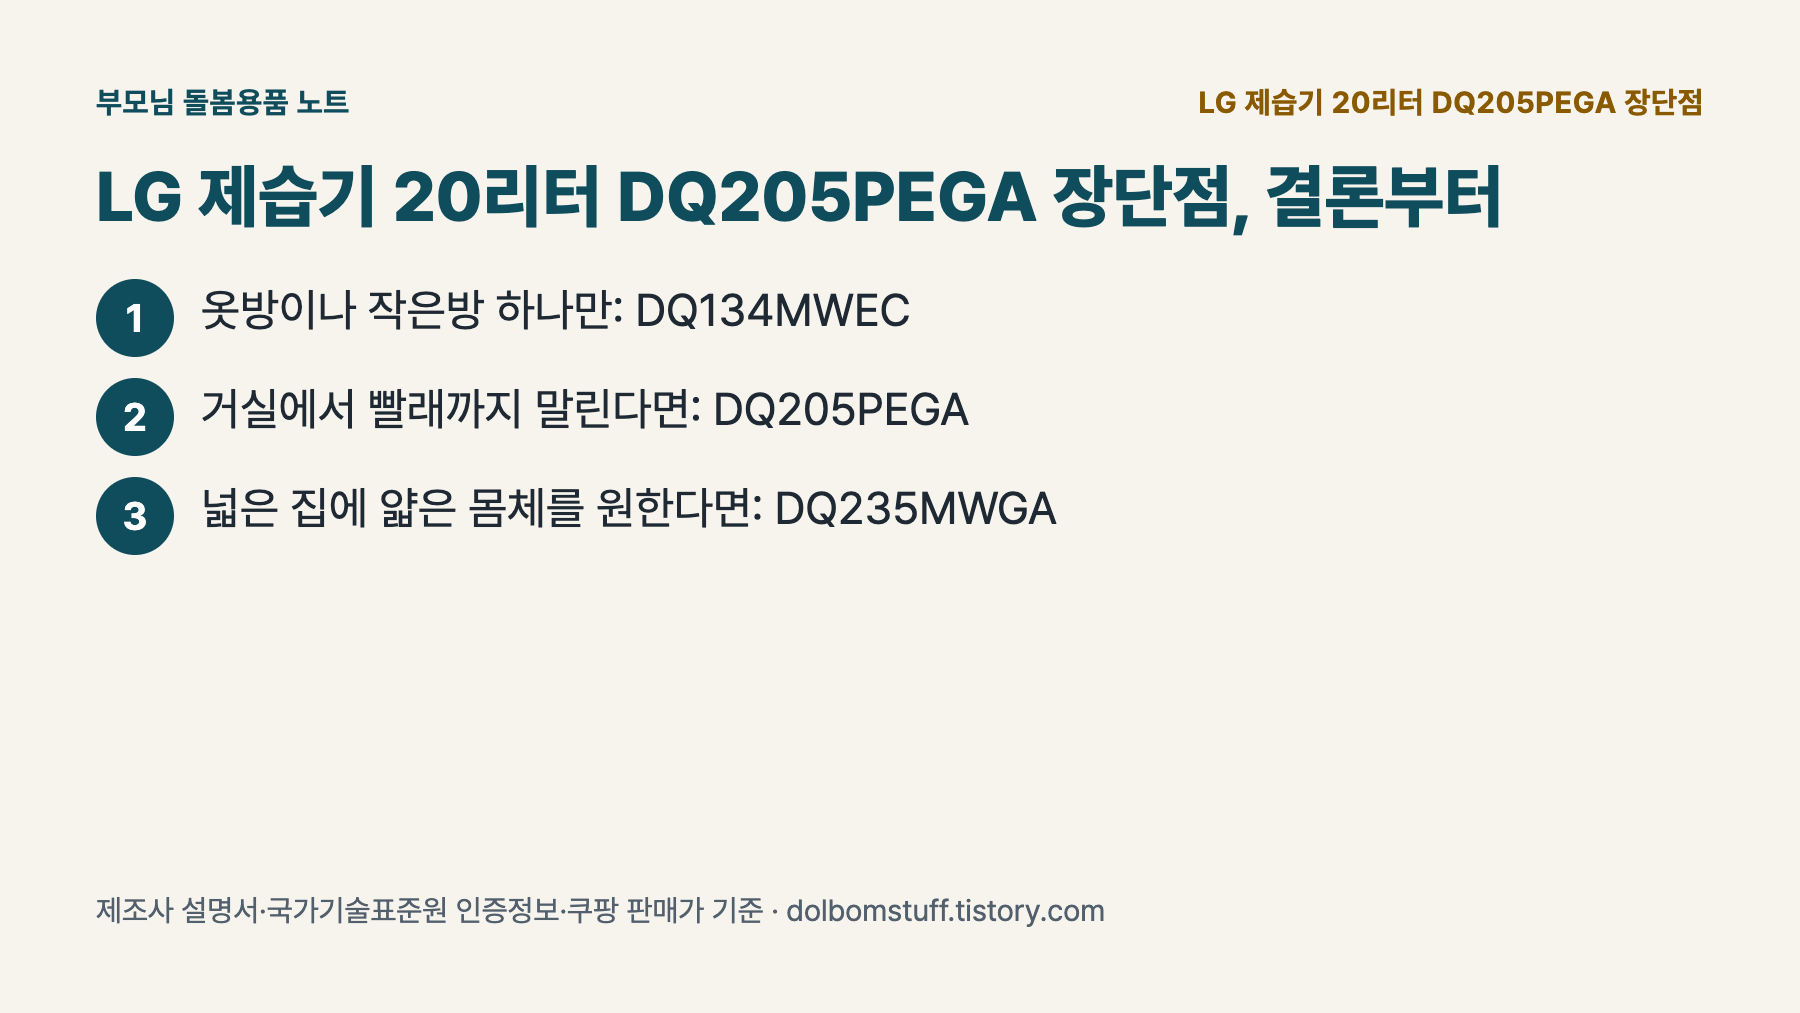 부모님 돌봄용품 노트
LG 제습기 20리터 DQ205PEGA 장단점
LG 제습기 20리터 DQ205PEGA 장단점, 결론부터
1 옷방이나 작은방 하나만: DQ134MWEC
2 거실에서 빨래까지 말린다면: DQ205PEGA
3 넓은 집에 얇은 몸체를 원한다면: DQ235MWGA
제조사 설명서·국가기술표준원 인증정보·쿠팡 판매가 기준 · dolbomstuff.tistory.com